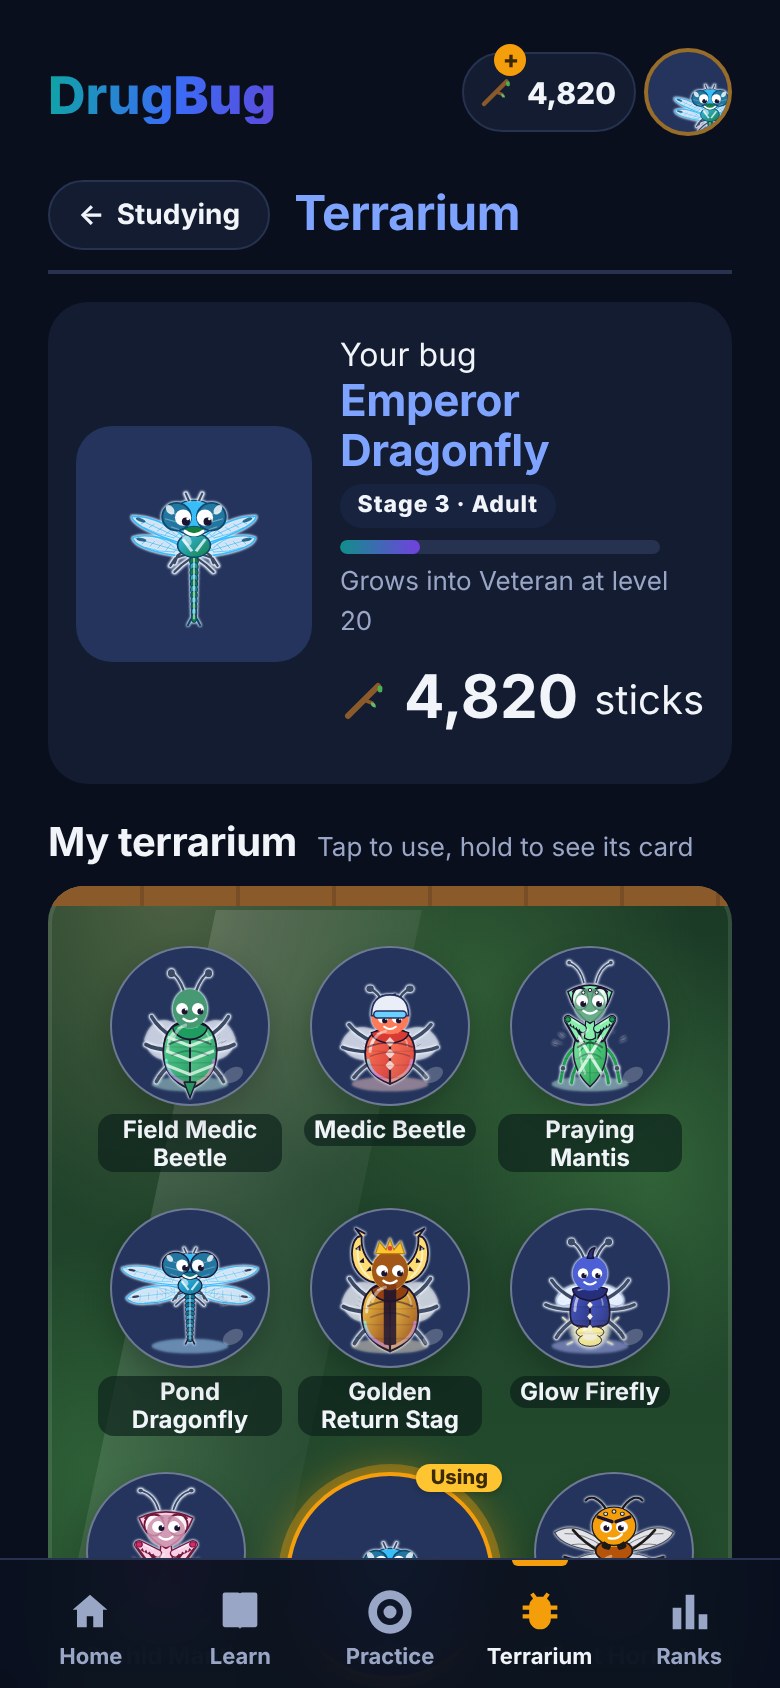 DrugBug
+
4,820
← Studying
Terrarium
Your bug
Emperor
Dragonfly
Stage 3 · Adult
Grows into Veteran at level
20
4,820 sticks
My terrarium
Tap to use, hold to see its card
Field Medic
Beetle
Medic Beetle
Praying
Mantis
Pond
Dragonfly
Golden
Return Stag
Glow Firefly
Using
Home
Learn
Practice
Terrarium
Ranks